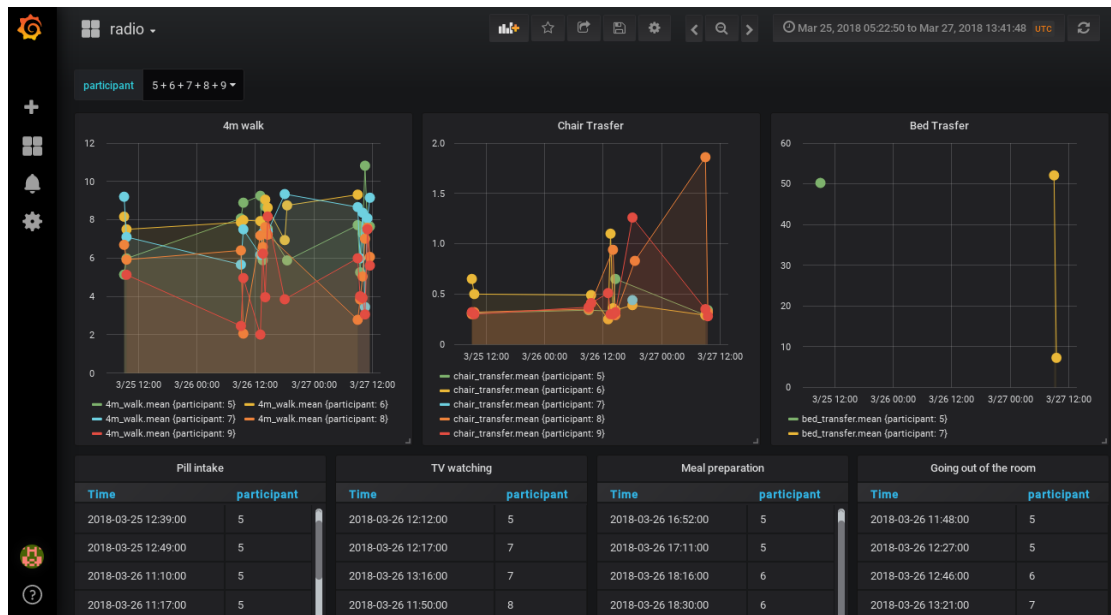 radio
Mar 25, 2018 05:22:50 to Mar 27, 2018 13:41:48 UTC
participant 5 + 6 + 7 + 8 + 9
4m walk
12
10
8
6
4
2
0
3/25 12:00 3/26 00:00 3/26 12:00 3/27 00:00 3/27 12:00
4m_walk.mean {participant: 5} 4m_walk.mean {participant: 6}
4m_walk.mean {participant: 7} 4m_walk.mean {participant: 8}
4m_walk.mean {participant: 9}
Chair Trasfer
2.0
1.5
1.0
0.5
0
3/25 12:00 3/26 00:00 3/26 12:00 3/27 00:00 3/27 12:00
chair_transfer.mean {participant: 5}
chair_transfer.mean {participant: 6}
chair_transfer.mean {participant: 7}
chair_transfer.mean {participant: 8}
chair_transfer.mean {participant: 9}
Bed Trasfer
60
50
40
30
20
10
0
3/25 12:00 3/26 00:00 3/26 12:00 3/27 00:00 3/27 12:00
bed_transfer.mean {participant: 5}
bed_transfer.mean {participant: 7}
Pill intake
Time participant
2018-03-25 12:39:00 5
2018-03-25 12:49:00 5
2018-03-26 11:10:00 5
2018-03-26 11:17:00 5
TV watching
Time participant
2018-03-26 12:12:00 5
2018-03-26 12:17:00 7
2018-03-26 13:16:00 7
2018-03-26 11:50:00 8
Meal preparation
Time participant
2018-03-26 16:52:00 5
2018-03-26 17:11:00 5
2018-03-26 18:16:00 6
2018-03-26 18:30:00 6
Going out of the room
Time participant
2018-03-26 11:48:00 5
2018-03-26 12:27:00 5
2018-03-26 12:46:00 6
2018-03-26 13:21:00 7